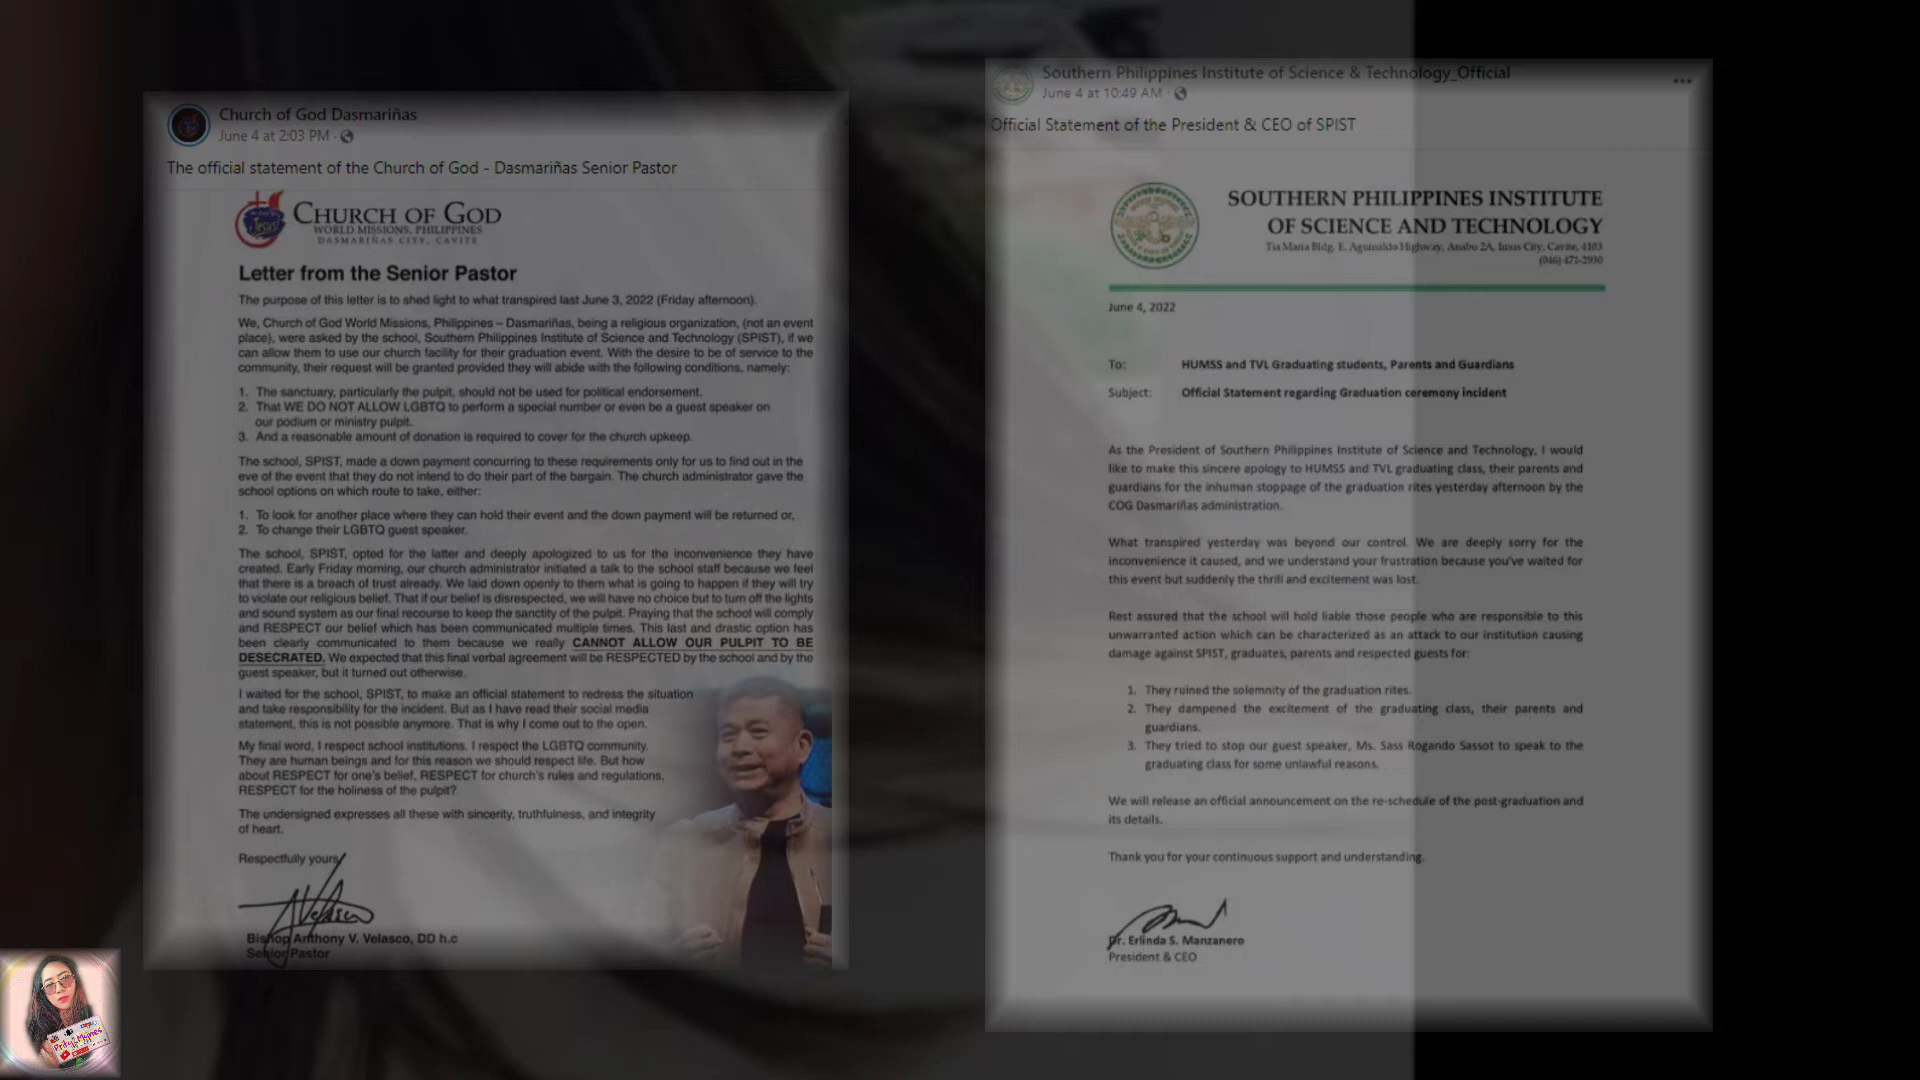 Church of God Dasmariñas
June 4 at 2:03 PM ·
The official statement of the Church of God - Dasmariñas Senior Pastor
CHURCH OF GOD
WORLD MISSIONS, PHILIPPINES
DASMARIÑAS CITY, CAVITE
Letter from the Senior Pastor
The purpose of this letter is to shed light to what transpired last June 3, 2022 (Friday afternoon).
We, Church of God World Missions, Philippines – Dasmariñas, being a religious organization, (not an event
place), were asked by the school, Southern Philippines Institute of Science and Technology (SPIST), if we
can allow them to use our church facility for their graduation event. With the desire to be of service to the
community, their request will be granted provided they will abide with the following conditions, namely:
1. The sanctuary, particularly the pulpit, should not be used for political endorsement.
2. That WE DO NOT ALLOW LGBTQ to perform a special number or even be a guest speaker on
our podium or ministry pulpit.
3. And a reasonable amount of donation is required to cover for the church upkeep.
The school, SPIST, made a down payment concurring to these requirements only for us to find out in the
eve of the event that they do not intend to do their part of the bargain. The church administrator gave the
school options on which route to take, either:
1. To look for another place where they can hold their event and the down payment will be returned or,
2. To change their LGBTQ guest speaker.
The school, SPIST, opted for the latter and deeply apologized to us for the inconvenience they have
created. Early Friday morning, our church administrator initiated a talk to the school staff because we feel
that there is a breach of trust already. We laid down openly to them what is going to happen if they will try
to violate our religious belief. That if our belief is disrespected, we will have no choice but to turn off the lights
and sound system as our final recourse to keep the sanctity of the pulpit. Praying that the school will comply
and RESPECT our belief which has been communicated multiple times. This last and drastic option has
been clearly communicated to them because we really CANNOT ALLOW OUR PULPIT TO BE
DESECRATED. We expected that this final verbal agreement will be RESPECTED by the school and by the
guest speaker, but it turned out otherwise.
I waited for the school, SPIST, to make an official statement to redress the situation
and take responsibility for the incident. But as I have read their social media
statement, this is not possible anymore. That is why I come out to the open.
My final word, I respect school institutions. I respect the LGBTQ community.
They are human beings and for this reason we should respect life. But how
about RESPECT for one's belief, RESPECT for church's rules and regulations,
RESPECT for the holiness of the pulpit?
The undersigned expresses all these with sincerity, truthfulness, and integrity
of heart.
Respectfully yours,
Bishop Anthony V. Velasco, DD h.c
Senior Pastor
Southern Philippines Institute of Science & Technology_Official
June 4 at 10:49 AM ·
Official Statement of the President & CEO of SPIST
SOUTHERN PHILIPPINES INSTITUTE
OF SCIENCE AND TECHNOLOGY
Tia Maria Bldg. E. Aguinaldo Highway, Anabu 2A, Imus City, Cavite, 4103
(046) 471-2930
June 4, 2022
To: HUMSS and TVL Graduating students, Parents and Guardians
Subject: Official Statement regarding Graduation ceremony incident
As the President of Southern Philippines Institute of Science and Technology, I would
like to make this sincere apology to HUMSS and TVL graduating class, their parents and
guardians for the inhuman stoppage of the graduation rites yesterday afternoon by the
COG Dasmariñas administration.
What transpired yesterday was beyond our control. We are deeply sorry for the
inconvenience it caused, and we understand your frustration because you've waited for
this event but suddenly the thrill and excitement was lost.
Rest assured that the school will hold liable those people who are responsible to this
unwarranted action which can be characterized as an attack to our institution causing
damage against SPIST, graduates, parents and respected guests for:
1. They ruined the solemnity of the graduation rites.
2. They dampened the excitement of the graduating class, their parents and
guardians.
3. They tried to stop our guest speaker, Ms. Sass Rogando Sassot to speak to the
graduating class for some unlawful reasons.
We will release an official announcement on the re-schedule of the post-graduation and
its details.
Thank you for your continuous support and understanding.
Dr. Erlinda S. Manzanero
President & CEO